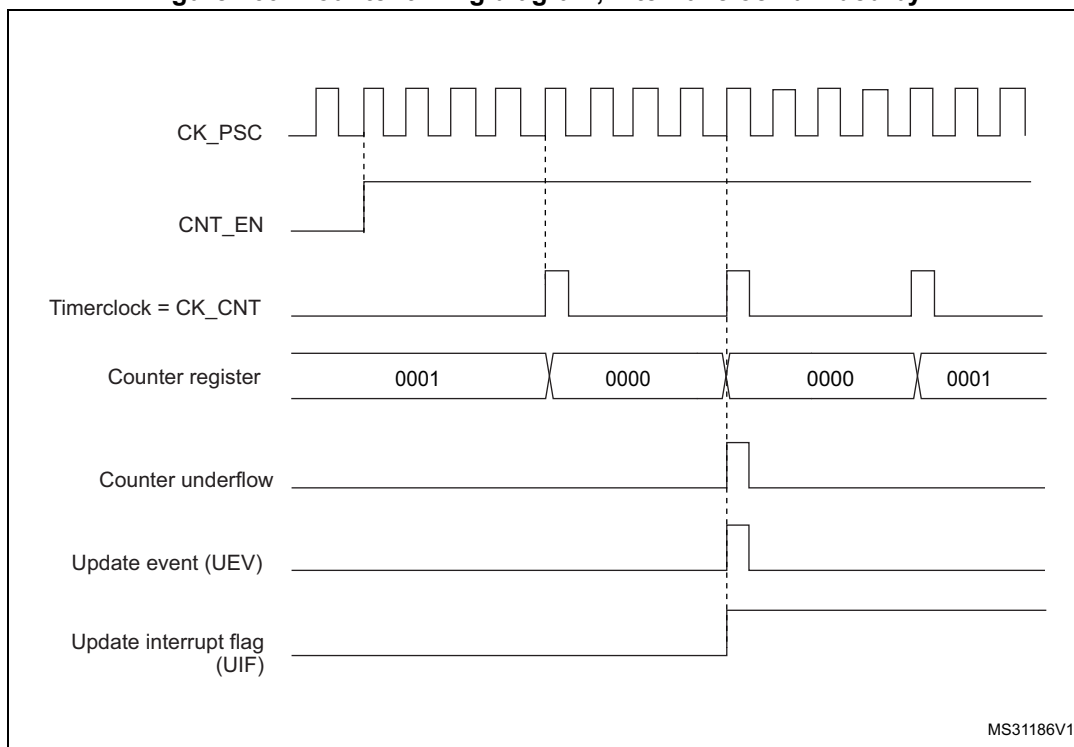 CK_PSC
CNT_EN
Timerclock = CK_CNT
Counter register
0001
0000
0000
0001
Counter underflow
Update event (UEV)
Update interrupt flag
(UIF)
MS31186V1